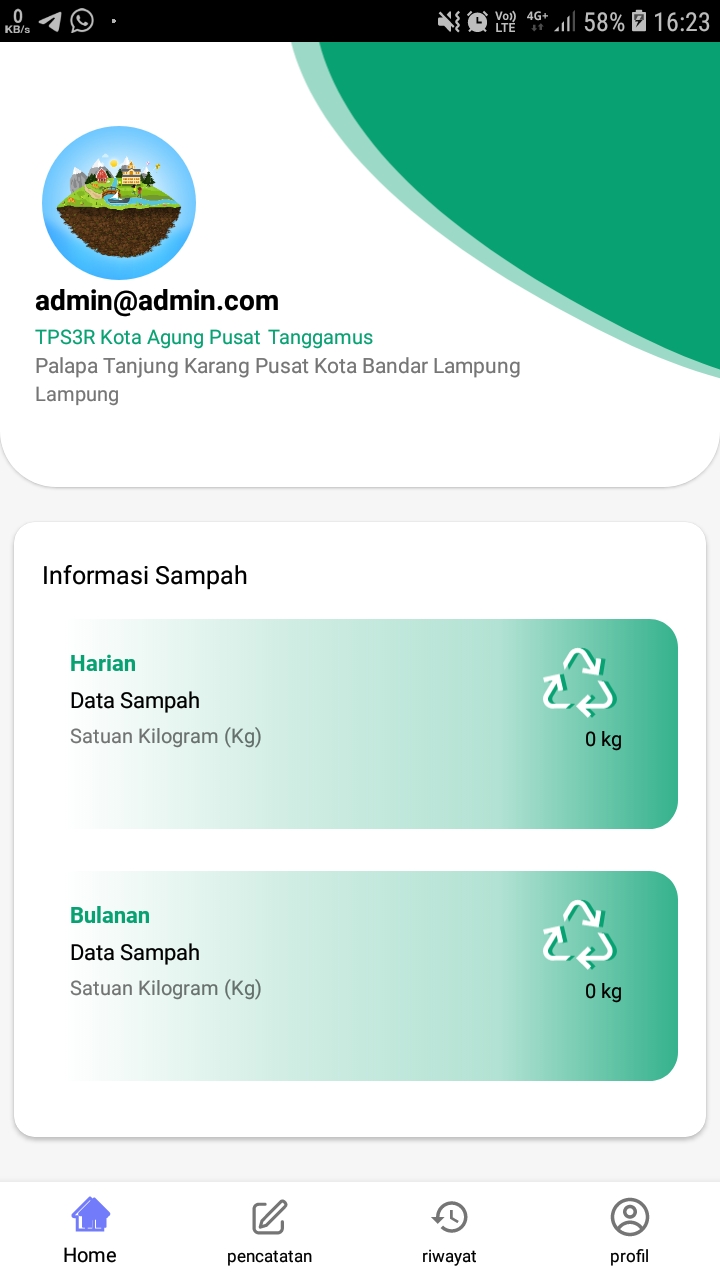 0
KB/s
Vo))
LTE
4G+
58%
16:23
admin@admin.com
TPS3R Kota Agung Pusat Tanggamus
Palapa Tanjung Karang Pusat Kota Bandar Lampung
Lampung
Informasi Sampah
Harian
Data Sampah
Satuan Kilogram (Kg)
0 kg
Bulanan
Data Sampah
Satuan Kilogram (Kg)
0 kg
Home
pencatatan
riwayat
profil